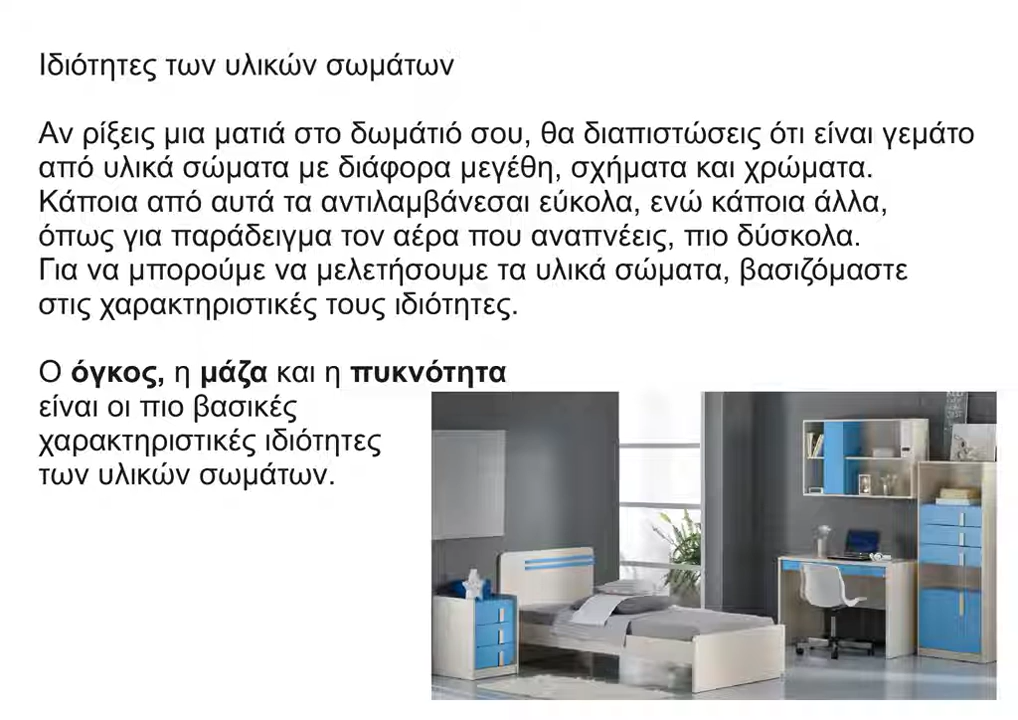 Ιδιότητες των υλικών σωμάτων
Αν ρίξεις μια ματιά στο δωμάτιό σου, θα διαπιστώσεις ότι είναι γεμάτο
από υλικά σώματα με διάφορα μεγέθη, σχήματα και χρώματα.
Κάποια από αυτά τα αντιλαμβάνεσαι εύκολα, ενώ κάποια άλλα,
όπως για παράδειγμα τον αέρα που αναπνέεις, πιο δύσκολα.
Για να μπορούμε να μελετήσουμε τα υλικά σώματα, βασιζόμαστε
στις χαρακτηριστικές τους ιδιότητες.
Ο όγκος, η μάζα και η πυκνότητα
είναι οι πιο βασικές
χαρακτηριστικές ιδιότητες
των υλικών σωμάτων.